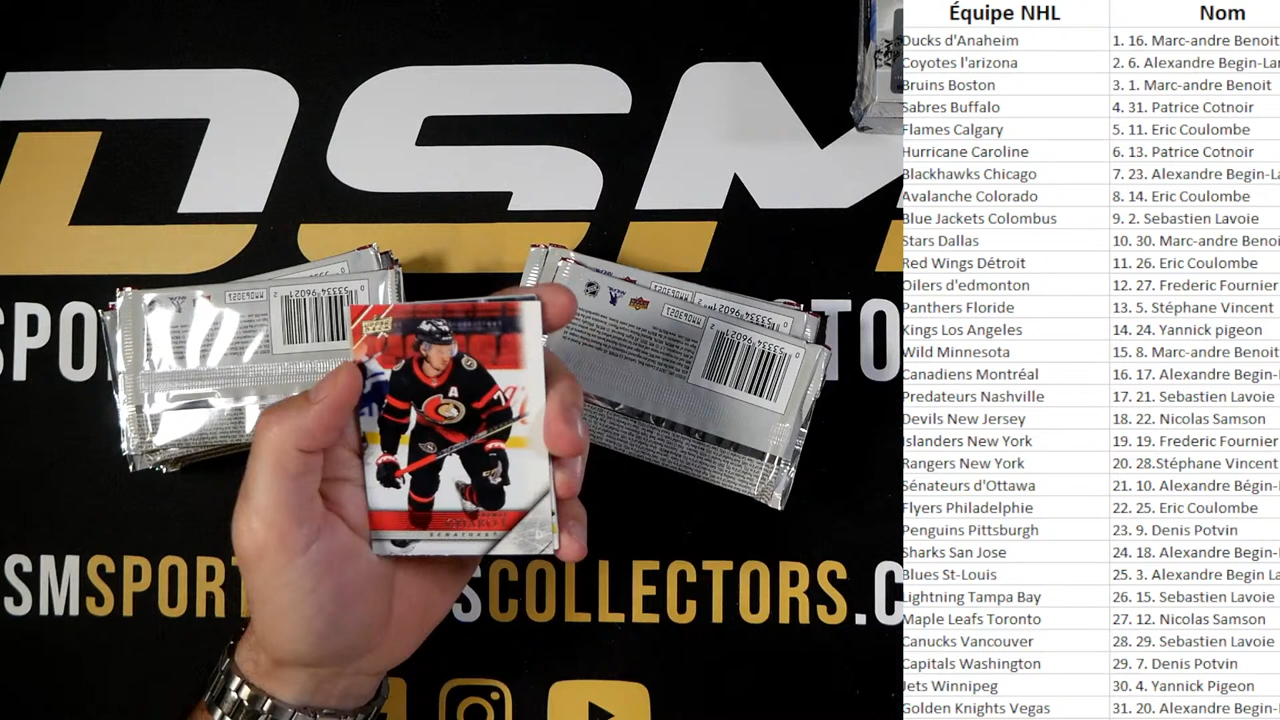 DSM
SPO
TO
SMSPORT
SCOLLECTORS.C
53334-96021
53334-96021
A
SENATORS
Équipe NHL Nom
Ducks d'Anaheim 1. 16. Marc-andre Benoit
Coyotes l'arizona 2. 6. Alexandre Begin-Lar
Bruins Boston 3. 1. Marc-andre Benoit
Sabres Buffalo 4. 31. Patrice Cotnoir
Flames Calgary 5. 11. Eric Coulombe
Hurricane Caroline 6. 13. Patrice Cotnoir
Blackhawks Chicago 7. 23. Alexandre Begin-La
Avalanche Colorado 8. 14. Eric Coulombe
Blue Jackets Colombus 9. 2. Sebastien Lavoie
Stars Dallas 10. 30. Marc-andre Benoi
Red Wings Détroit 11. 26. Eric Coulombe
Oilers d'edmonton 12. 27. Frederic Fournier
Panthers Floride 13. 5. Stéphane Vincent
Kings Los Angeles 14. 24. Yannick pigeon
Wild Minnesota 15. 8. Marc-andre Benoit
Canadiens Montréal 16. 17. Alexandre Begin-
Predateurs Nashville 17. 21. Sebastien Lavoie
Devils New Jersey 18. 22. Nicolas Samson
Islanders New York 19. 19. Frederic Fournier
Rangers New York 20. 28.Stéphane Vincent
Sénateurs d'Ottawa 21. 10. Alexandre Bégin-
Flyers Philadelphie 22. 25. Eric Coulombe
Penguins Pittsburgh 23. 9. Denis Potvin
Sharks San Jose 24. 18. Alexandre Begin-
Blues St-Louis 25. 3. Alexandre Begin La
Lightning Tampa Bay 26. 15. Sebastien Lavoie
Maple Leafs Toronto 27. 12. Nicolas Samson
Canucks Vancouver 28. 29. Sebastien Lavoie
Capitals Washington 29. 7. Denis Potvin
Jets Winnipeg 30. 4. Yannick Pigeon
Golden Knights Vegas 31. 20. Alexandre Begin-